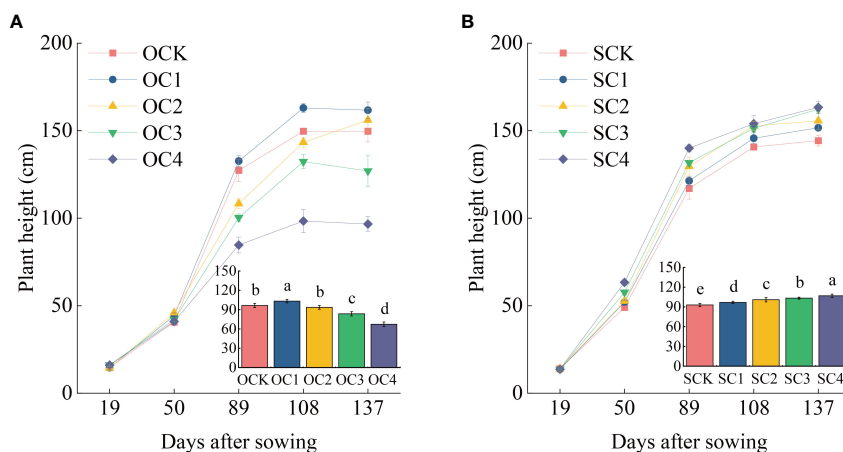 A
B
OCK
OC1
OC2
OC3
OC4
Plant height (cm)
200
150
100
50
0
19 50 89 108 137
Days after sowing
150
120
90
60
30
0
b a b c d
OCK OC1 OC2 OC3 OC4
SCK
SC1
SC2
SC3
SC4
Plant height (cm)
200
150
100
50
0
19 50 89 108 137
Days after sowing
150
120
90
60
30
0
e d c b a
SCK SC1 SC2 SC3 SC4